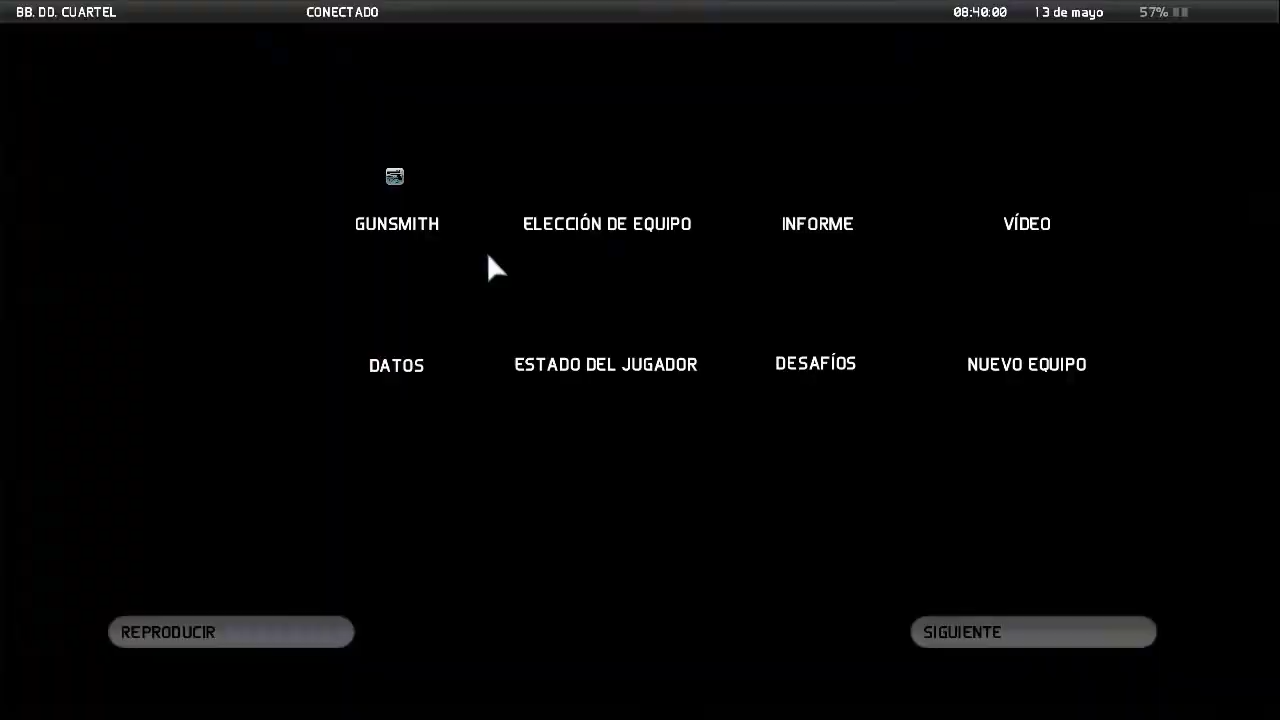 BB. DD. CUARTEL CONECTADO 08:40:00 13 de mayo 57%
GUNSMITH ELECCIÓN DE EQUIPO INFORME VÍDEO
DATOS ESTADO DEL JUGADOR DESAFÍOS NUEVO EQUIPO
REPRODUCIR SIGUIENTE